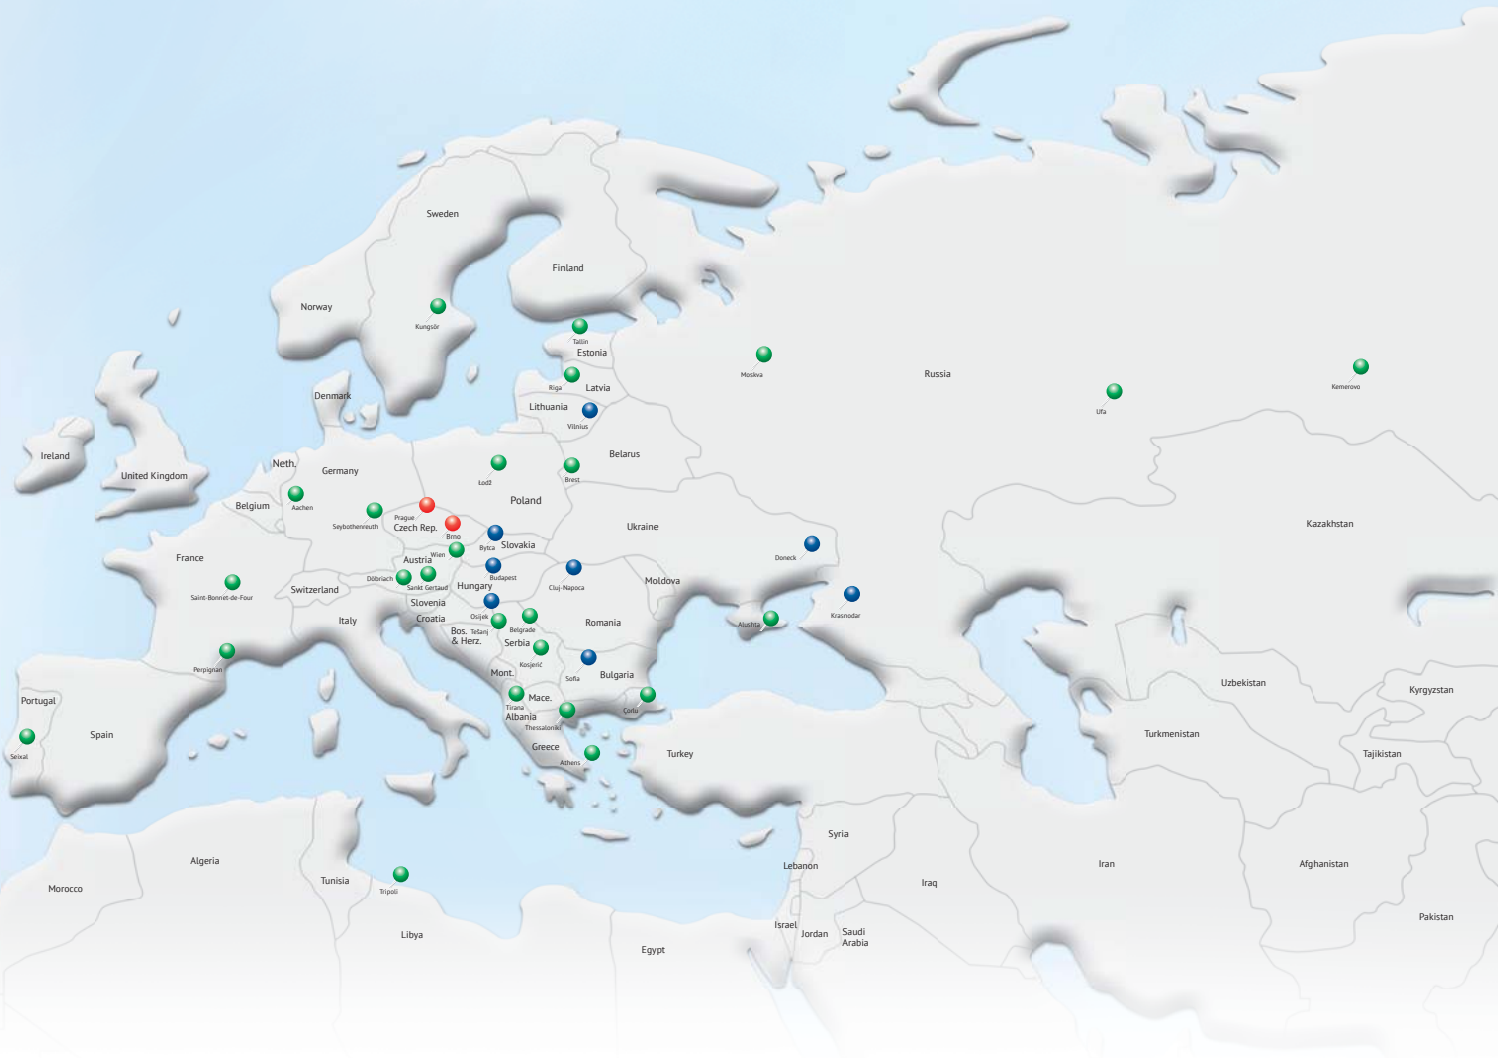 Sweden
Finland
Norway
Kungsör
Tallin
Estonia
Moskva
Russia
Kemerovo
Riga
Latvia
Ufa
Denmark
Lithuania
Vilnius
Ireland
United Kingdom
Neth.
Germany
Belarus
Łodž
Brest
Poland
Belgium
Aachen
Prague
Seybothenreuth
Czech Rep.
Brno
Ukraine
Kazakhstan
Bytca
Slovakia
France
Wien
Austria
Doneck
Döbriach
Sankt Gertaud
Budapest
Hungary
Cluj-Napoca
Moldova
Switzerland
Saint-Bonnet-de-Four
Slovenia
Osijek
Krasnodar
Italy
Croatia
Romania
Alushta
Bos.
& Herz.
Tešanj
Belgrade
Serbia
Kosjerić
Perpignan
Mont.
Sofia
Bulgaria
Uzbekistan
Kyrgyzstan
Portugal
Mace.
Tirana
Albania
Çorlu
Thessaloniki
Spain
Turkmenistan
Greece
Athens
Turkey
Tajikistan
Seixal
Syria
Algeria
Lebanon
Iran
Afghanistan
Morocco
Tunisia
Tripoli
Iraq
Pakistan
Israel
Jordan
Saudi
Arabia
Libya
Egypt